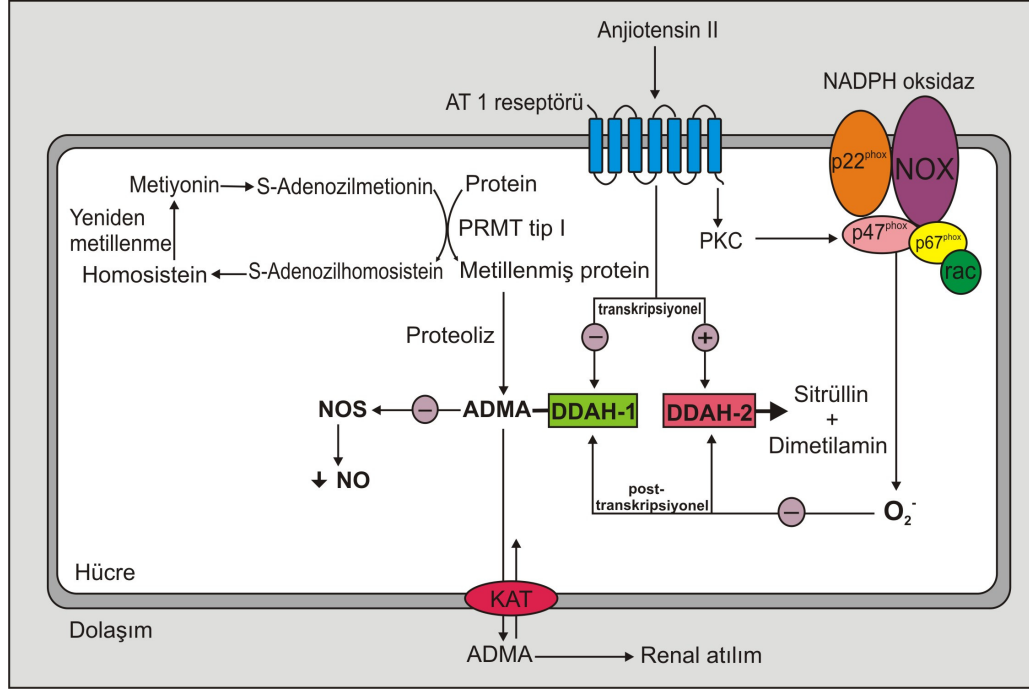 Anjiotensin II
NADPH oksidaz
AT 1 reseptörü
p22phox
NOX
Metiyonin
S-Adenozilmetionin
Protein
Yeniden
metillenme
PRMT tip I
PKC
p47phox
p67phox
rac
Homosistein
S-Adenozilhomosistein
Metillenmiş protein
transkripsiyonel
Proteoliz
−
+
NOS
−
ADMA
DDAH-1
DDAH-2
Sitrüllin
+
Dimetilamin
NO
post-
transkripsiyonel
−
O2-
Hücre
KAT
Dolaşım
ADMA
Renal atılım